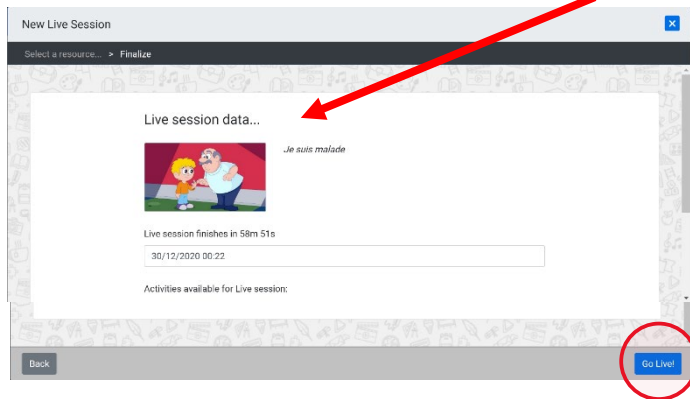 New Live Session
Select a resource... > Finalize
Live session data...
Je suis malade
Live session finishes in 58m 51s
30/12/2020 00:22
Activities available for Live session:
Back
Go Live!